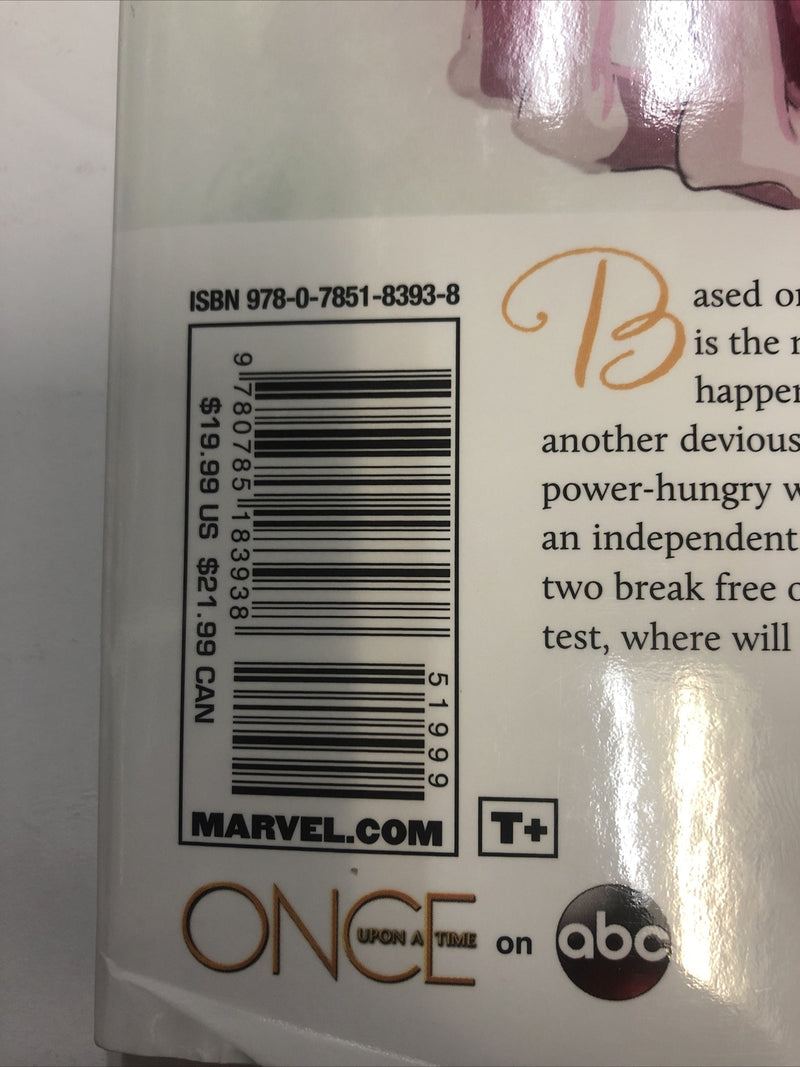 ISBN 978-0-7851-8393-8
9 780785 183938
$19.99 US $21.99 CAN
51999
MARVEL.COM
T+
ONCE
UPON A TIME
on
abc
Based
is the
another devious
power-hungry
an independent
two break free
test, where will